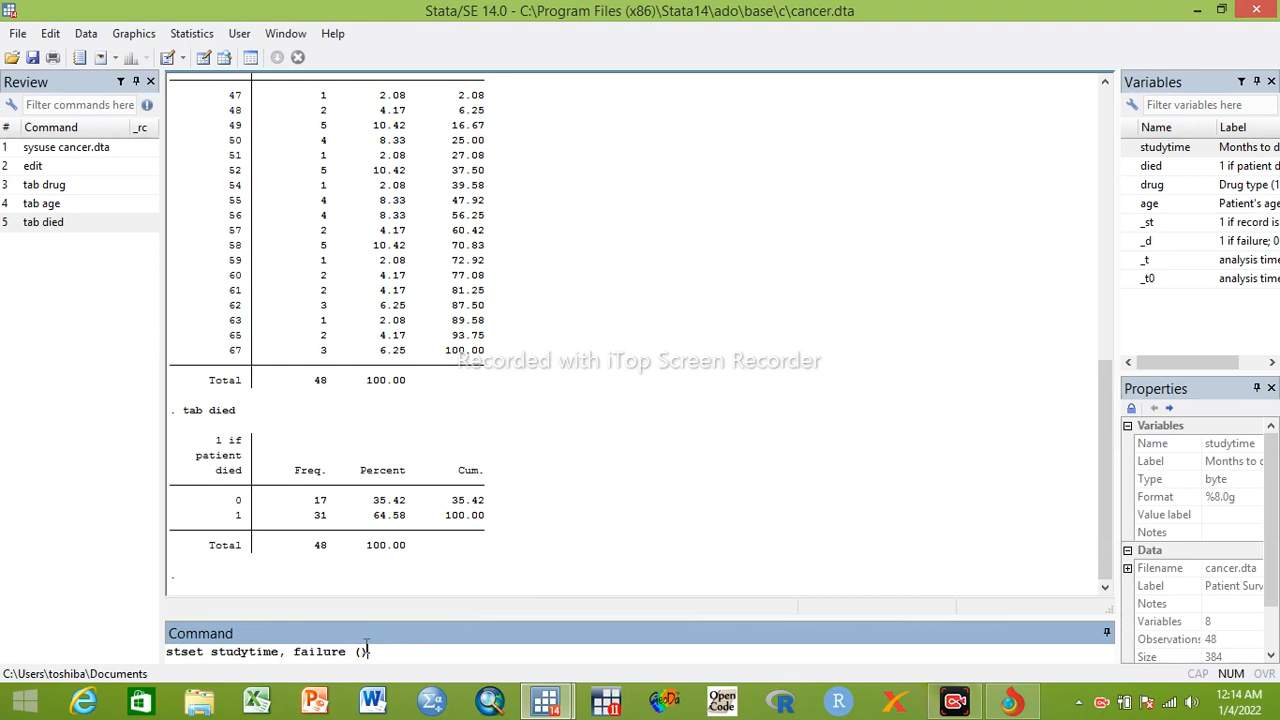 Stata/SE 14.0 - C:\Program Files (x86)\Stata14\ado\base\c\cancer.dta
File Edit Data Graphics Statistics User Window Help
Review
Filter commands here
# Command _rc
1 sysuse cancer.dta
2 edit
3 tab drug
4 tab age
5 tab died
47 1 2.08 2.08
48 2 4.17 6.25
49 5 10.42 16.67
50 4 8.33 25.00
51 1 2.08 27.08
52 5 10.42 37.50
54 1 2.08 39.58
55 4 8.33 47.92
56 4 8.33 56.25
57 2 4.17 60.42
58 5 10.42 70.83
59 1 2.08 72.92
60 2 4.17 77.08
61 2 4.17 81.25
62 3 6.25 87.50
63 1 2.08 89.58
65 2 4.17 93.75
67 3 6.25 100.00
Recorded with iTop Screen Recorder
Total 48 100.00
. tab died
1 if
patient
died Freq. Percent Cum.
0 17 35.42 35.42
1 31 64.58 100.00
Total 48 100.00
.
Command
stset studytime, failure ()
Variables
Filter variables here
Name Label
studytime Months to d
died 1 if patient d
drug Drug type (1
age Patient's age
_st 1 if record is
_d 1 if failure; 0
_t analysis time
_t0 analysis time
Properties
Variables
Name studytime
Label Months to d
Type byte
Format %8.0g
Value label
Notes
Data
Filename cancer.dta
Label Patient Surv
Notes
Variables 8
Observations 48
Size 384
C:\Users\toshiba\Documents
CAP NUM OVR
14
11
Open
Code
R
R
12:14 AM
1/4/2022